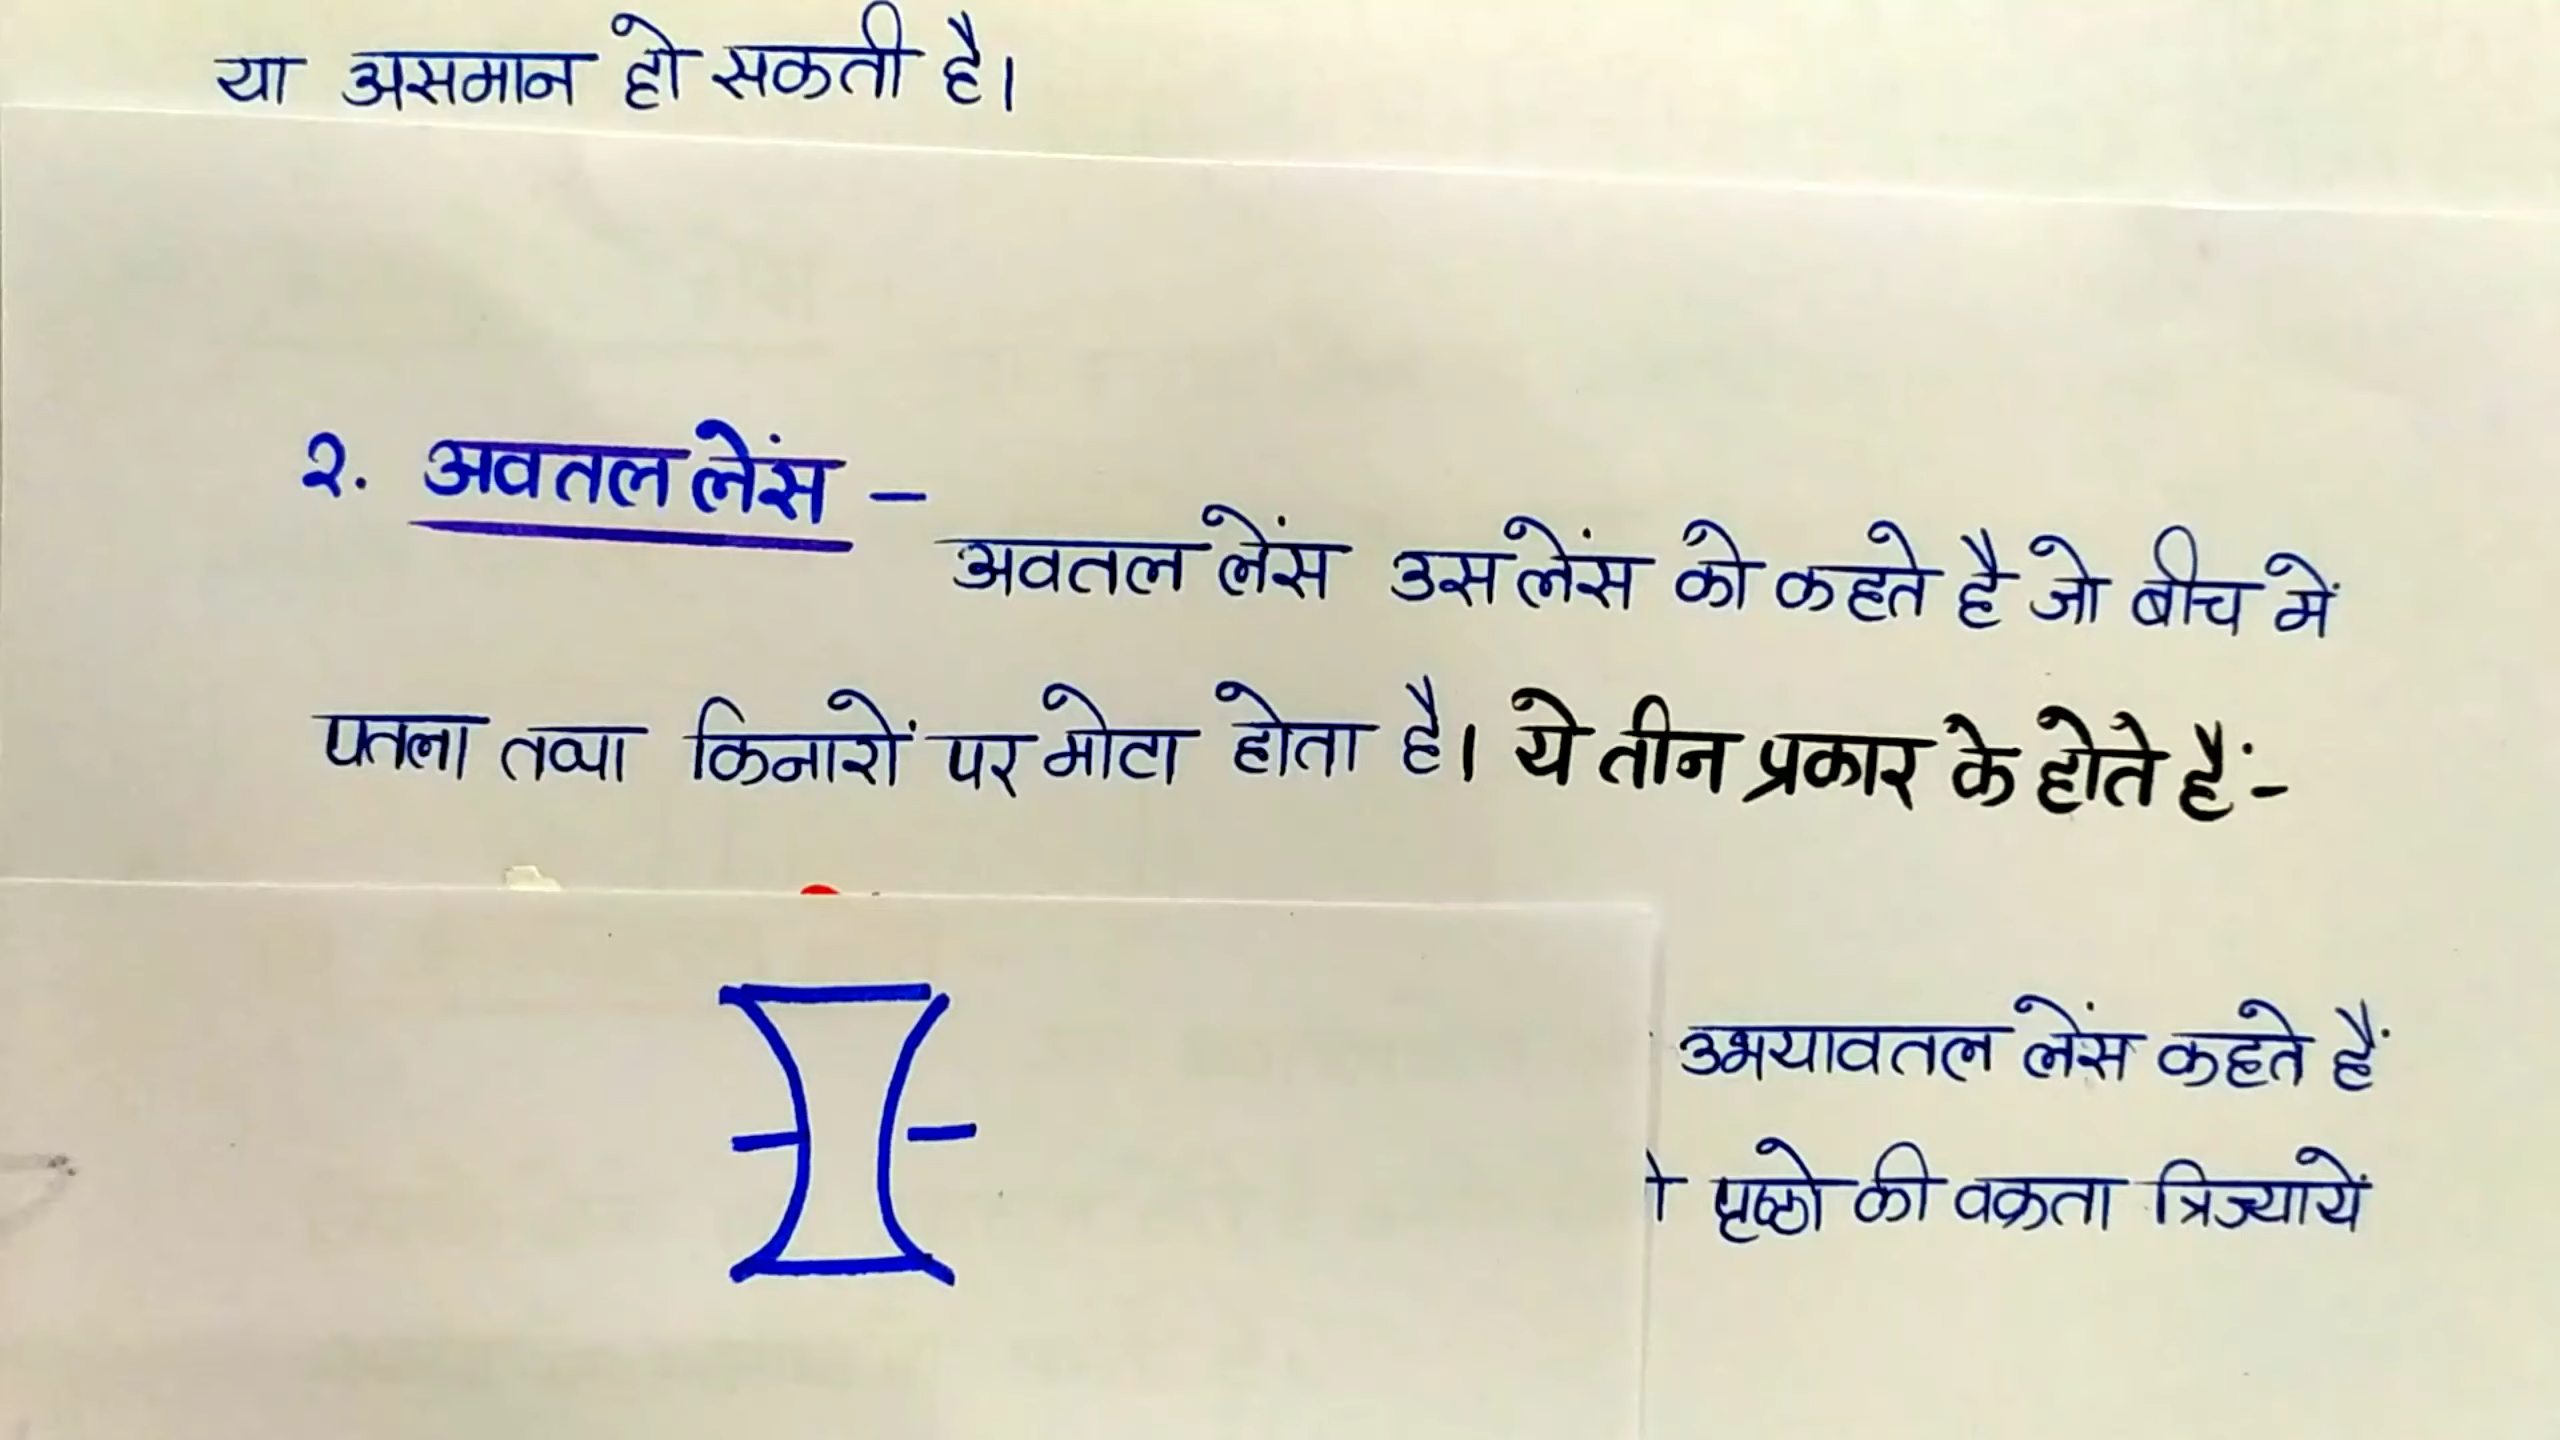 या असमान हो सकती है।
२. अवतल लेंस –
अवतल लेंस उस लेंस को कहते है जो बीच में
पतला तथा किनारों पर मोटा होता है। ये तीन प्रकार के होते हैं:-
उभयावतल लेंस कहते हैं
पृष्ठो की वक्रता त्रिज्यायें